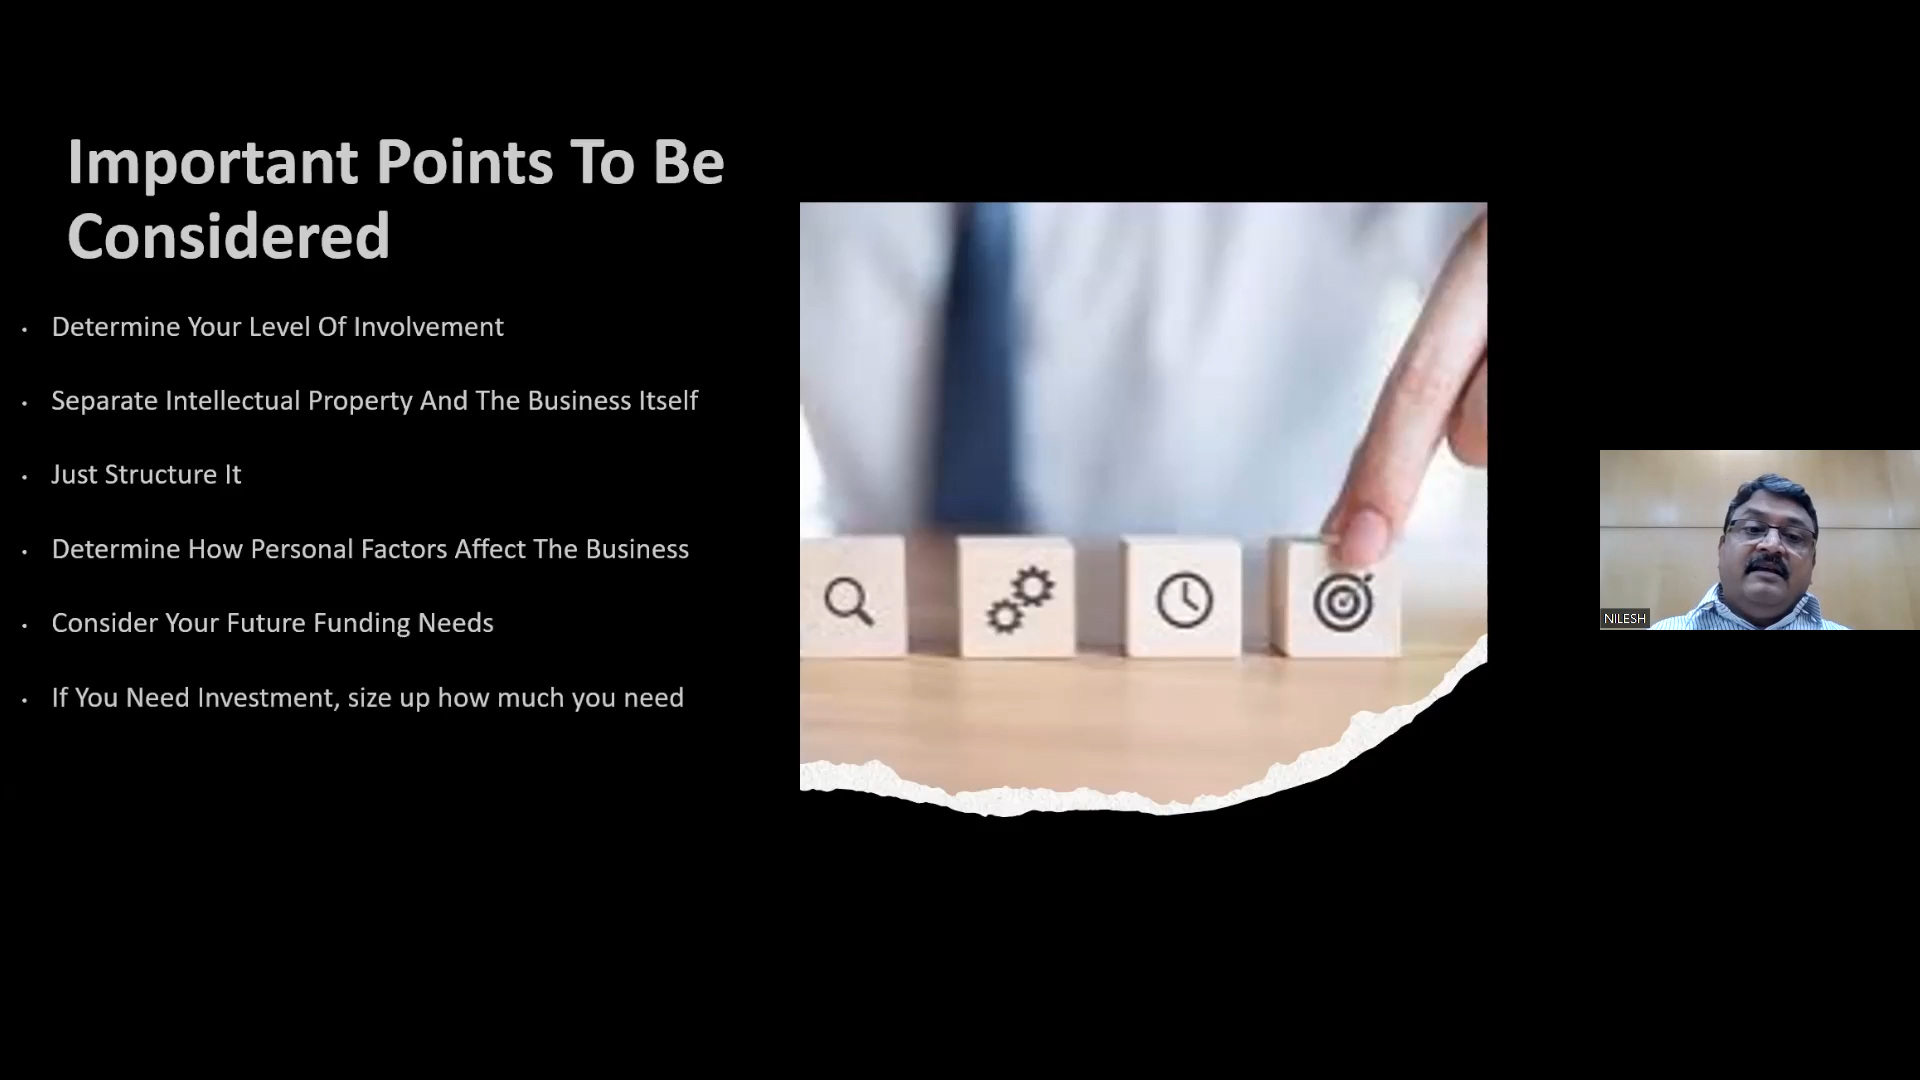 Important Points To Be
Considered
• Determine Your Level Of Involvement
• Separate Intellectual Property And The Business Itself
• Just Structure It
• Determine How Personal Factors Affect The Business
• Consider Your Future Funding Needs
• If You Need Investment, size up how much you need
NILESH